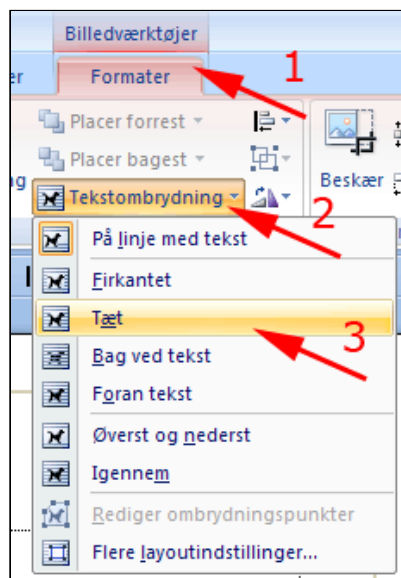 Billedværktøjer
er Formater 1
Placer forrest
Placer bagest
ng Tekstombrydning Beskær
2
På linje med tekst
Firkantet
Tæt
3
Bag ved tekst
Foran tekst
Øverst og nederst
Igennem
Rediger ombrydningspunkter
Flere layoutindstillinger...